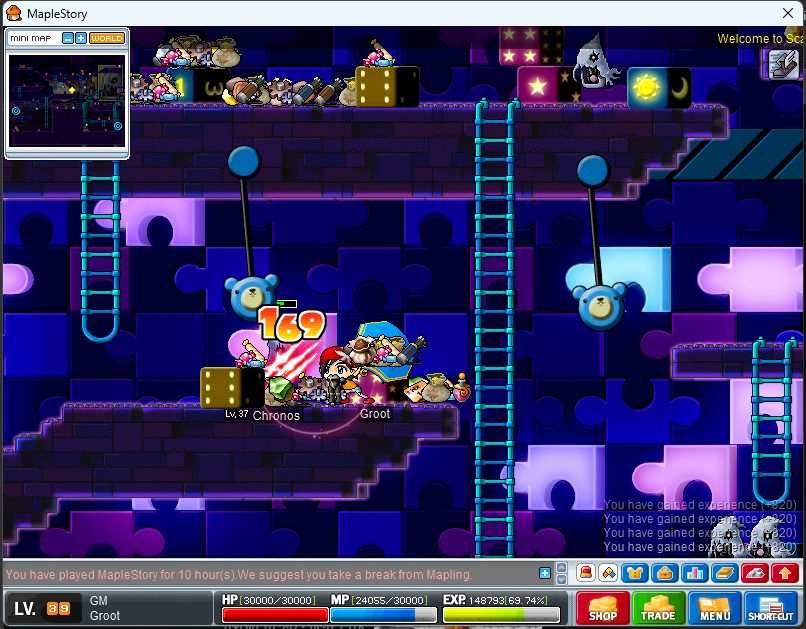 MapleStory
MINI MAP
WORLD
Welcome to Sca
169
Lv. 37 Chronos
Groot
You have gained experience (+820)
You have gained experience (+820)
You have gained experience (+820)
You have gained experience (+820)
You have played MapleStory for 10 hour(s).We suggest you take a break from Mapling.
LV. 39
GM
Groot
HP [30000/30000] MP [24055/30000] EXP 148793[69.74%]
SHOP TRADE MENU SHORTCUT